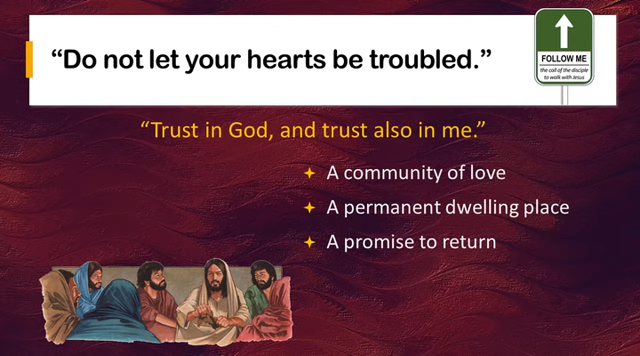 “Do not let your hearts be troubled.”
FOLLOW ME
the call of the disciple
to walk with Jesus
“Trust in God, and trust also in me.”
A community of love
A permanent dwelling place
A promise to return